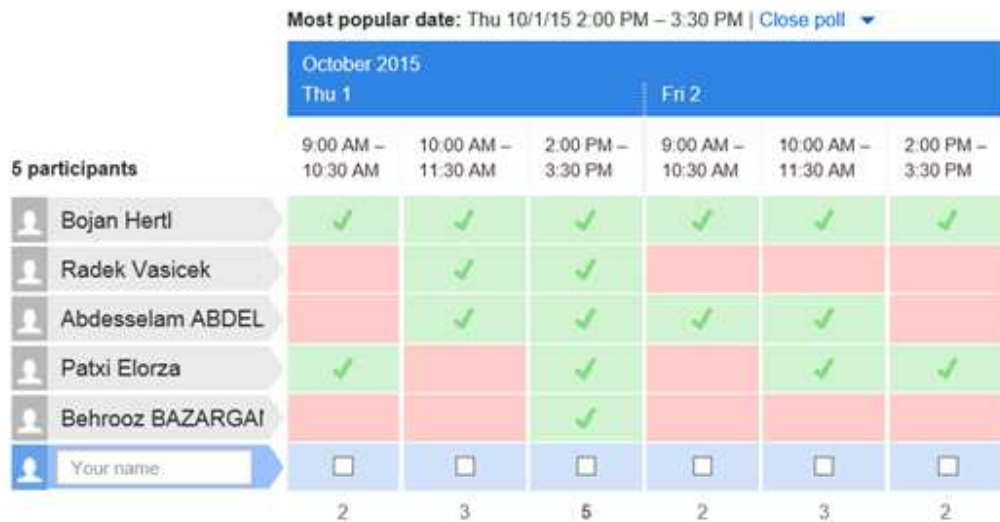 Most popular date: Thu 10/1/15 2:00 PM – 3:30 PM | Close poll
October 2015
Thu 1 Fri 2
9:00 AM – 10:00 AM – 2:00 PM – 9:00 AM – 10:00 AM – 2:00 PM –
5 participants 10:30 AM 11:30 AM 3:30 PM 10:30 AM 11:30 AM 3:30 PM
Bojan Hertl
Radek Vasicek
Abdesselam ABDEL
Patxi Elorza
Behrooz BAZARGAN
Your name
2 3 5 2 3 2